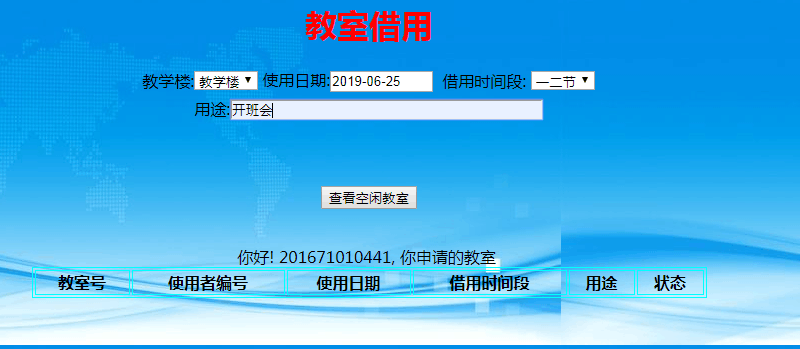 教室借用
教学楼: 教学楼 使用日期: 2019-06-25 借用时间段: 一二节
用途: 开班会
查看空闲教室
你好! 201671010441, 你申请的教室
教室号 使用者编号 使用日期 借用时间段 用途 状态